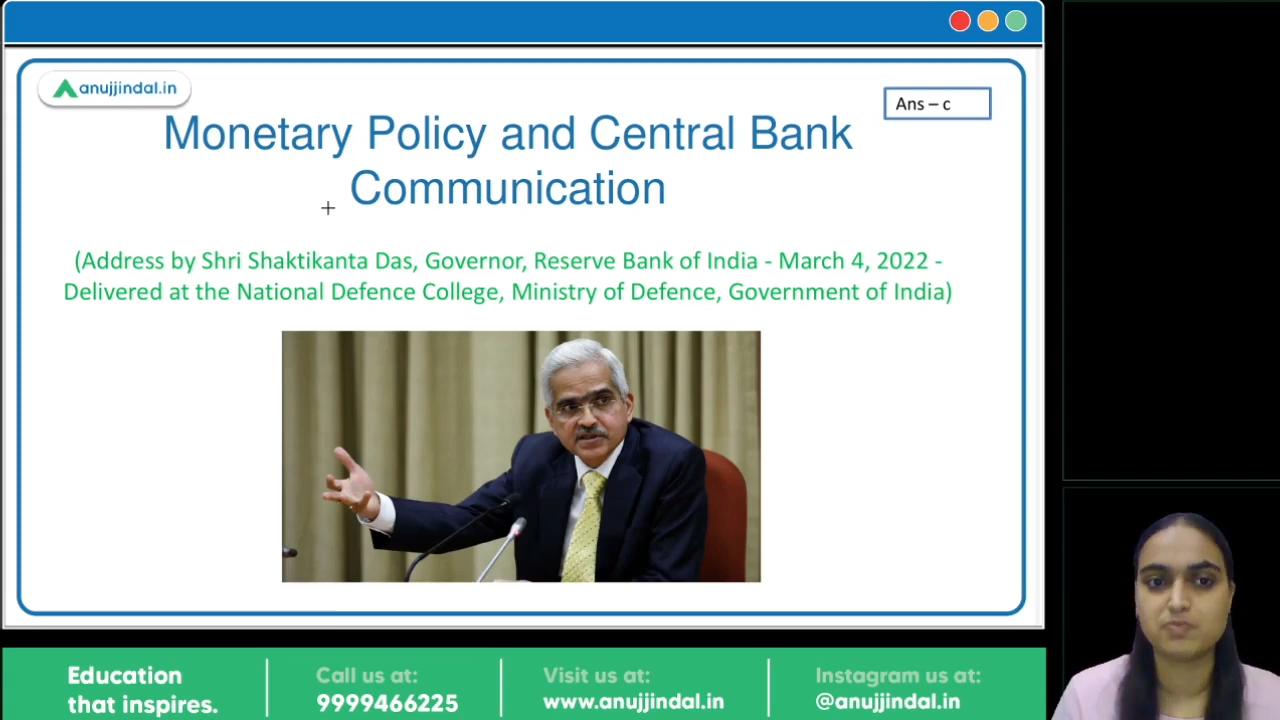 anujjindal.in
Ans – c
Monetary Policy and Central Bank
Communication
(Address by Shri Shaktikanta Das, Governor, Reserve Bank of India - March 4, 2022 -
Delivered at the National Defence College, Ministry of Defence, Government of India)
Education
that inspires.
Call us at:
9999466225
Visit us at:
www.anujjindal.in
Instagram us at:
@anujjindal.in